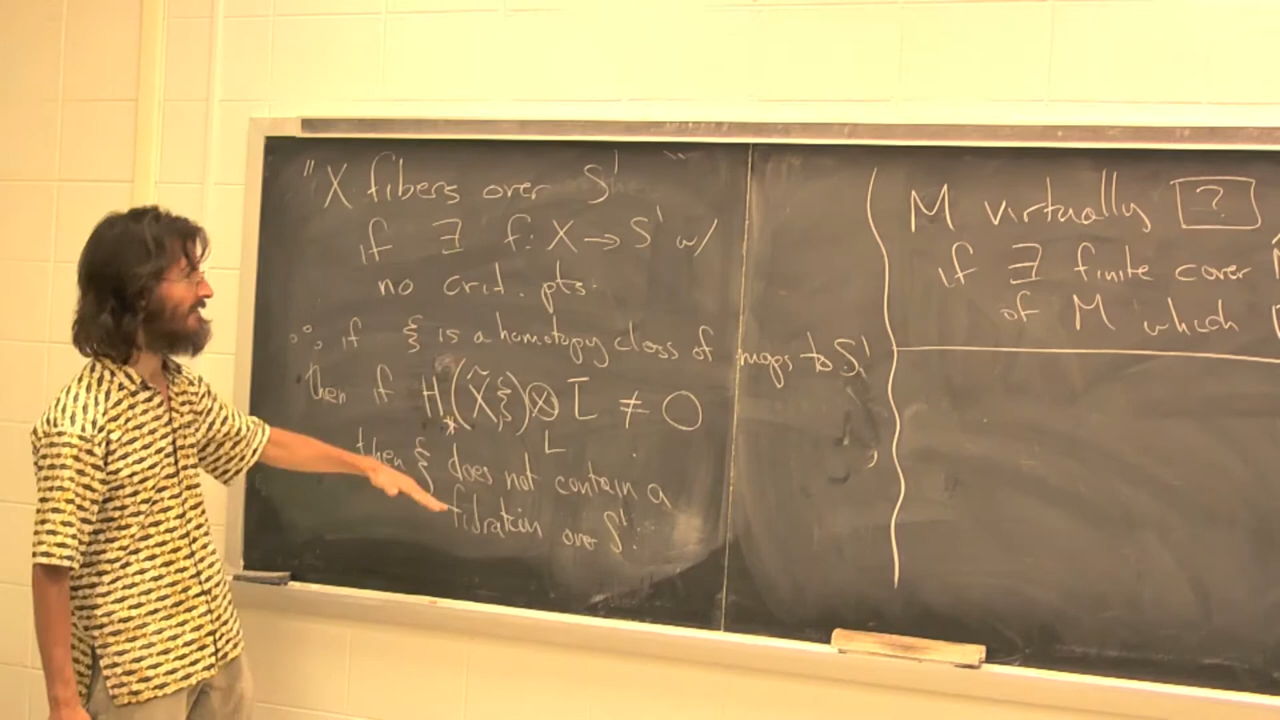 "X fibers over S¹
if ∃ f: X → S¹ w/
no crit. pts.
∴ if ξ is a homotopy class of maps to S¹
then if H_*(X̃, ξ) ⊗_L L ≠ 0
then ξ does not contain a
fibration over S¹.
M virtually ?
if ∃ finite cover
of M which